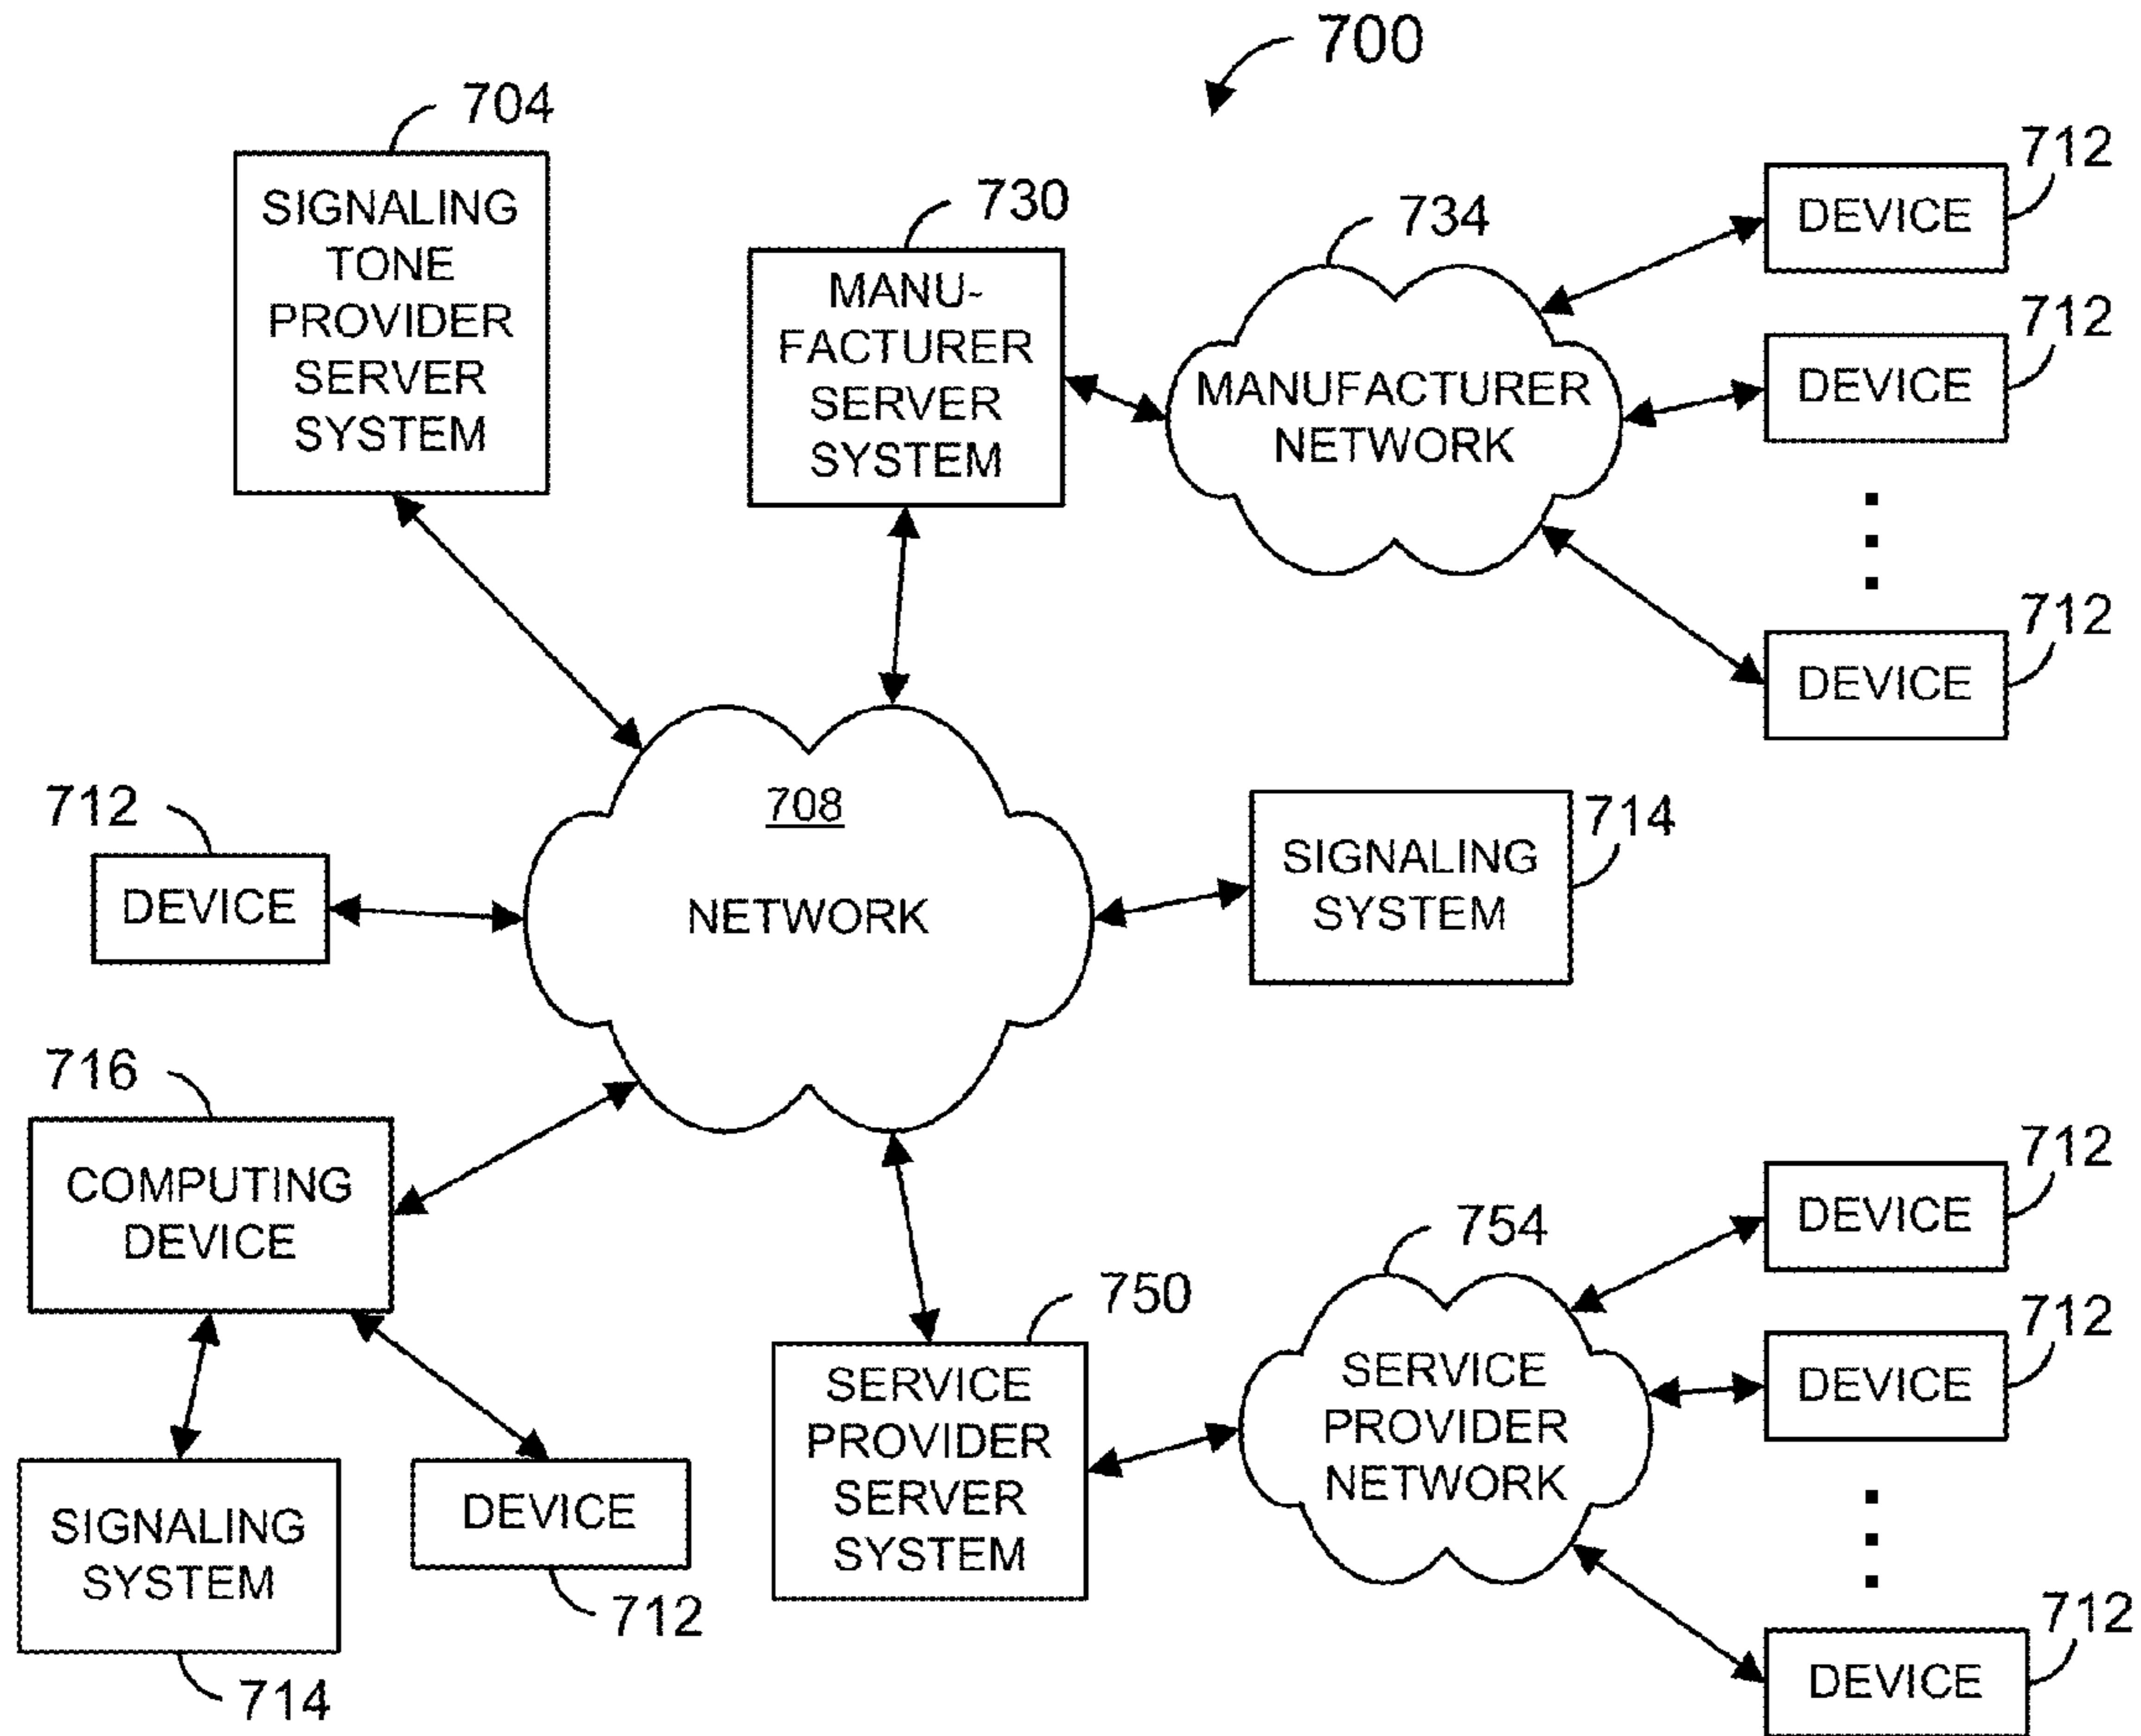 700
704
SIGNALING
TONE
PROVIDER
SERVER
SYSTEM
730
MANU-
FACTURER
SERVER
SYSTEM
734
MANUFACTURER
NETWORK
712
DEVICE
712
DEVICE
712
DEVICE
708
NETWORK
712
DEVICE
714
SIGNALING
SYSTEM
716
COMPUTING
DEVICE
SIGNALING
SYSTEM
714
DEVICE
712
750
SERVICE
PROVIDER
SERVER
SYSTEM
754
SERVICE
PROVIDER
NETWORK
712
DEVICE
712
DEVICE
712
DEVICE